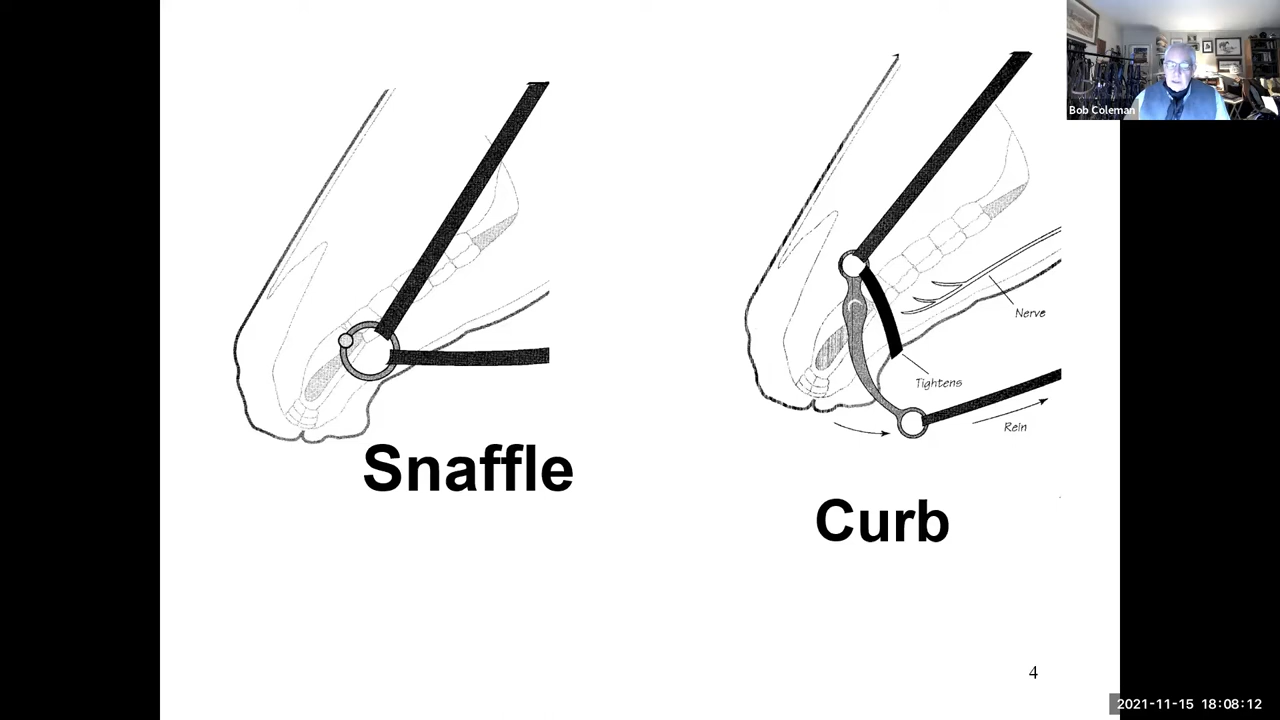 Bob Coleman
Nerve
Tightens
Rein
Snaffle
Curb
4
2021-11-15 18:08:12